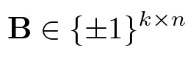 𝐁 ∈ {±1}^{k×n}